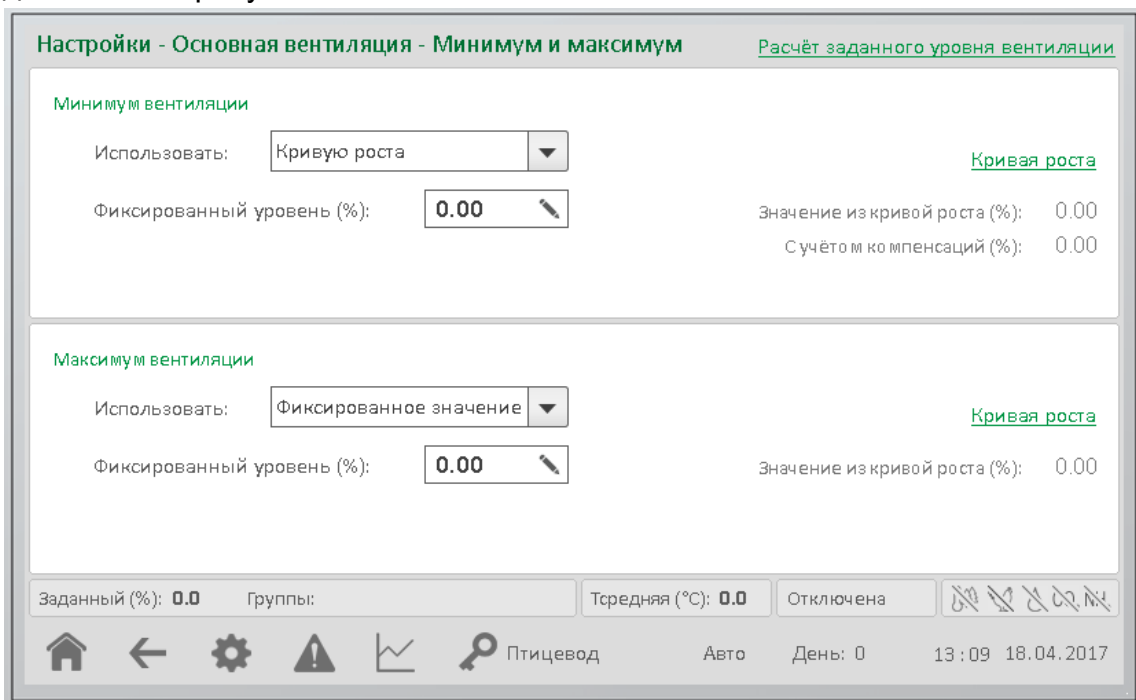 Настройки - Основная вентиляция - Минимум и максимум
Расчёт заданного уровня вентиляции
Минимум вентиляции
Использовать: Кривую роста
Кривая роста
Фиксированный уровень (%): 0.00
Значение из кривой роста (%): 0.00
С учётом компенсаций (%): 0.00
Максимум вентиляции
Использовать: Фиксированное значение
Кривая роста
Фиксированный уровень (%): 0.00
Значение из кривой роста (%): 0.00
Заданный (%): 0.0 Группы: Tсредняя (°C): 0.0 Отключена
Птицевод Авто День: 0 13:09 18.04.2017